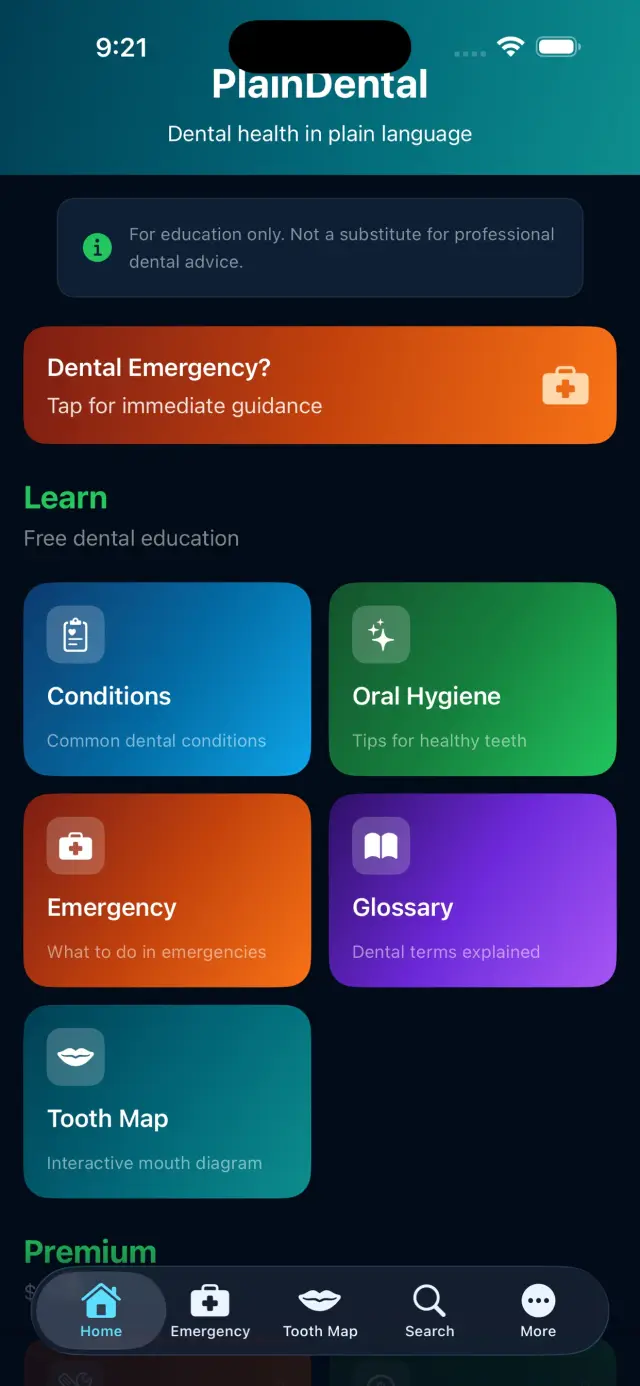 9:21
PlainDental
Dental health in plain language
For education only. Not a substitute for professional
dental advice.
Dental Emergency?
Tap for immediate guidance
Learn
Free dental education
Conditions
Common dental conditions
Oral Hygiene
Tips for healthy teeth
Emergency
What to do in emergencies
Glossary
Dental terms explained
Tooth Map
Interactive mouth diagram
Premium
$
Home
Emergency
Tooth Map
Search
More